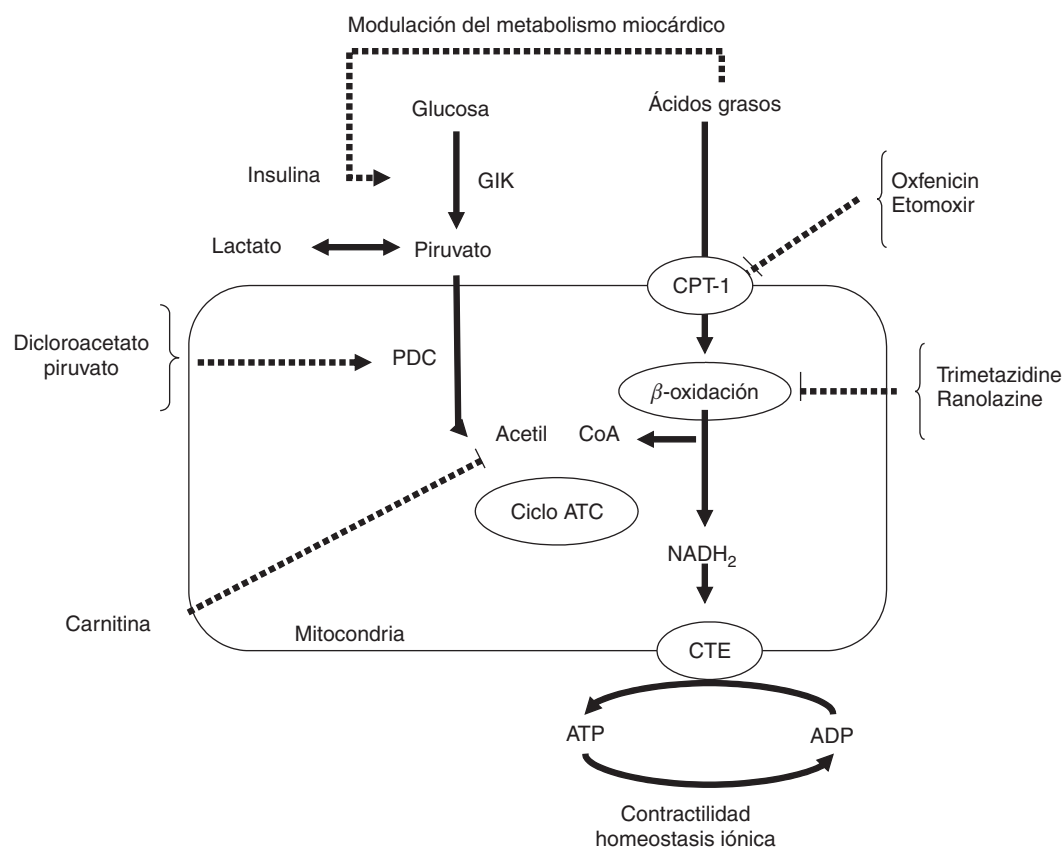 Modulación del metabolismo miocárdico
Glucosa
Ácidos grasos
Insulina
GIK
Oxfenicin
Etomoxir
Lactato
Piruvato
CPT-1
Dicloroacetato
piruvato
PDC
β-oxidación
Trimetazidine
Ranolazine
Acetil CoA
Ciclo ATC
NADH2
Carnitina
Mitocondria
CTE
ATP
ADP
Contractilidad
homeostasis iónica